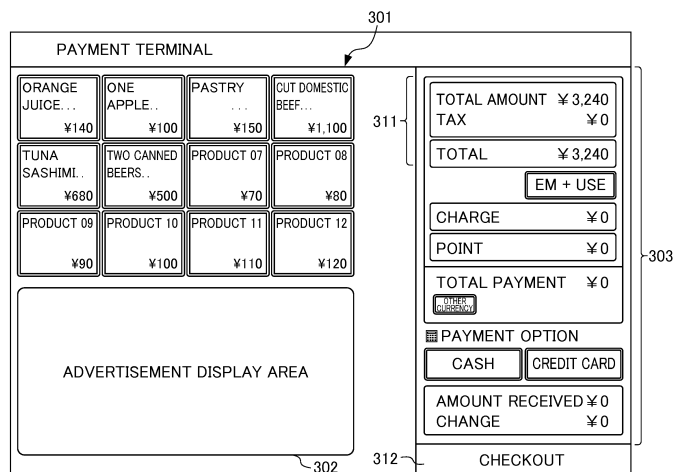 301
PAYMENT TERMINAL
ORANGE JUICE... ¥140
ONE APPLE.. ¥100
PASTRY ... ¥150
CUT DOMESTIC BEEF... ¥1,100
TUNA SASHIMI.. ¥680
TWO CANNED BEERS.. ¥500
PRODUCT 07 ¥70
PRODUCT 08 ¥80
PRODUCT 09 ¥90
PRODUCT 10 ¥100
PRODUCT 11 ¥110
PRODUCT 12 ¥120
ADVERTISEMENT DISPLAY AREA
302
311
TOTAL AMOUNT ¥3,240
TAX ¥0
TOTAL ¥3,240
EM + USE
CHARGE ¥0
POINT ¥0
303
TOTAL PAYMENT ¥0
OTHER
CURRENCY
PAYMENT OPTION
CASH CREDIT CARD
AMOUNT RECEIVED ¥0
CHANGE ¥0
312
CHECKOUT